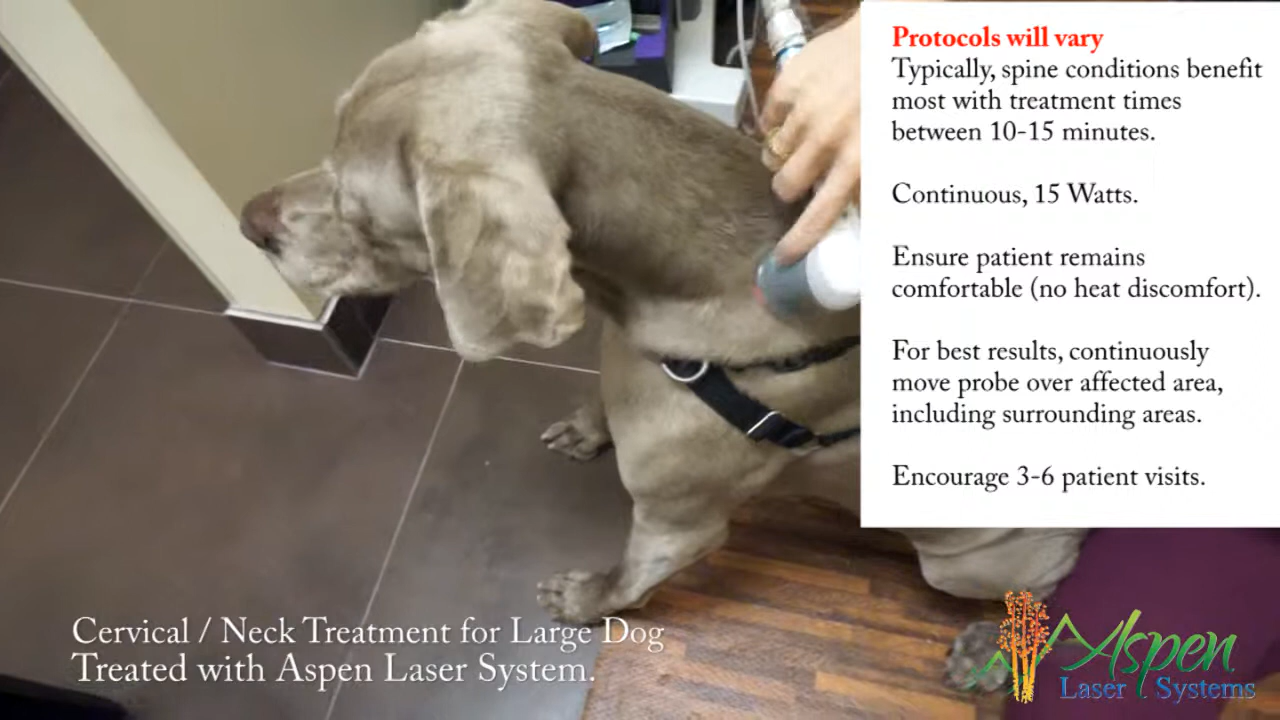 Protocols will vary
Typically, spine conditions benefit
most with treatment times
between 10-15 minutes.
Continuous, 15 Watts.
Ensure patient remains
comfortable (no heat discomfort).
For best results, continuously
move probe over affected area,
including surrounding areas.
Encourage 3-6 patient visits.
Cervical / Neck Treatment for Large Dog
Treated with Aspen Laser System.
Aspen
Laser Systems